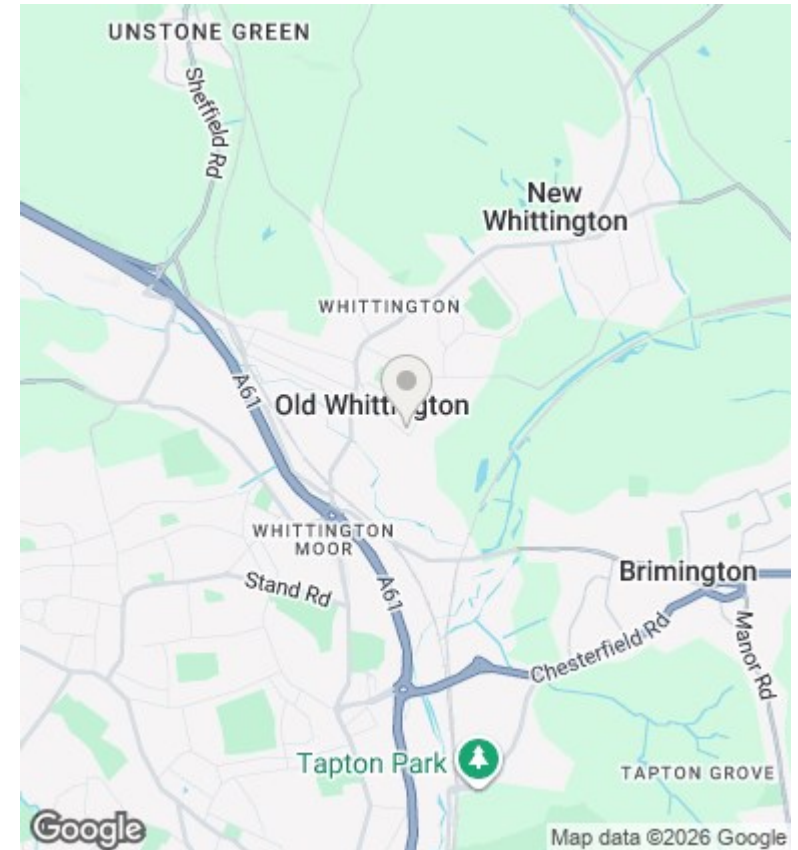 UNSTONE GREEN
Sheffield Rd
New
Whittington
WHITTINGTON
A61
Old Whittington
WHITTINGTON
MOOR
Stand Rd
A61
Brimington
Chesterfield Rd
Manor Rd
Tapton Park
TAPTON GROVE
Google
Map data ©2026 Google